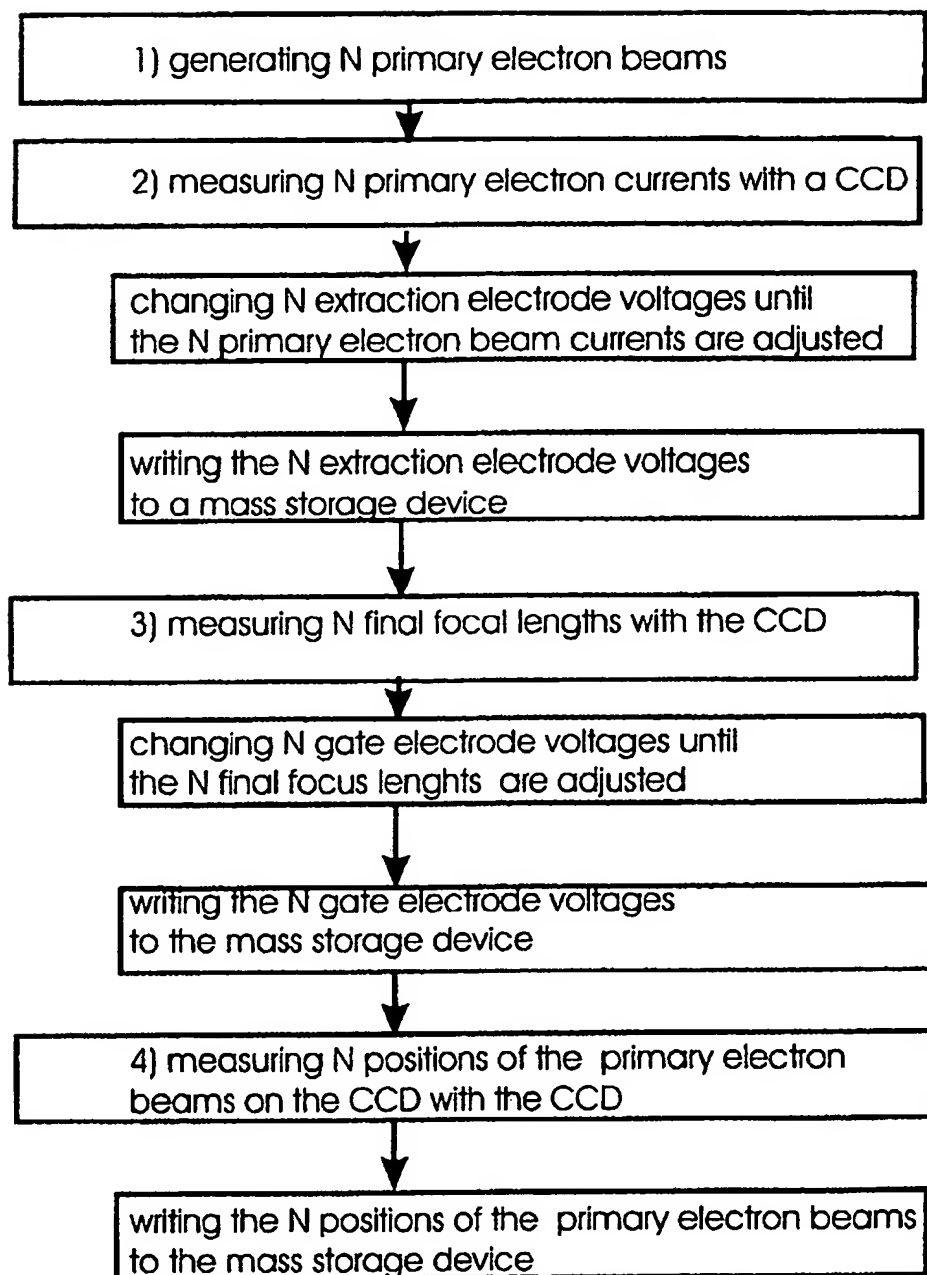 1) generating N primary electron beams
2) measuring N primary electron currents with a CCD
changing N extraction electrode voltages until
the N primary electron beam currents are adjusted
writing the N extraction electrode voltages
to a mass storage device
3) measuring N final focal lengths with the CCD
changing N gate electrode voltages until
the N final focus lenghts are adjusted
writing the N gate electrode voltages
to the mass storage device
4) measuring N positions of the primary electron
beams on the CCD with the CCD
writing the N positions of the primary electron beams
to the mass storage device